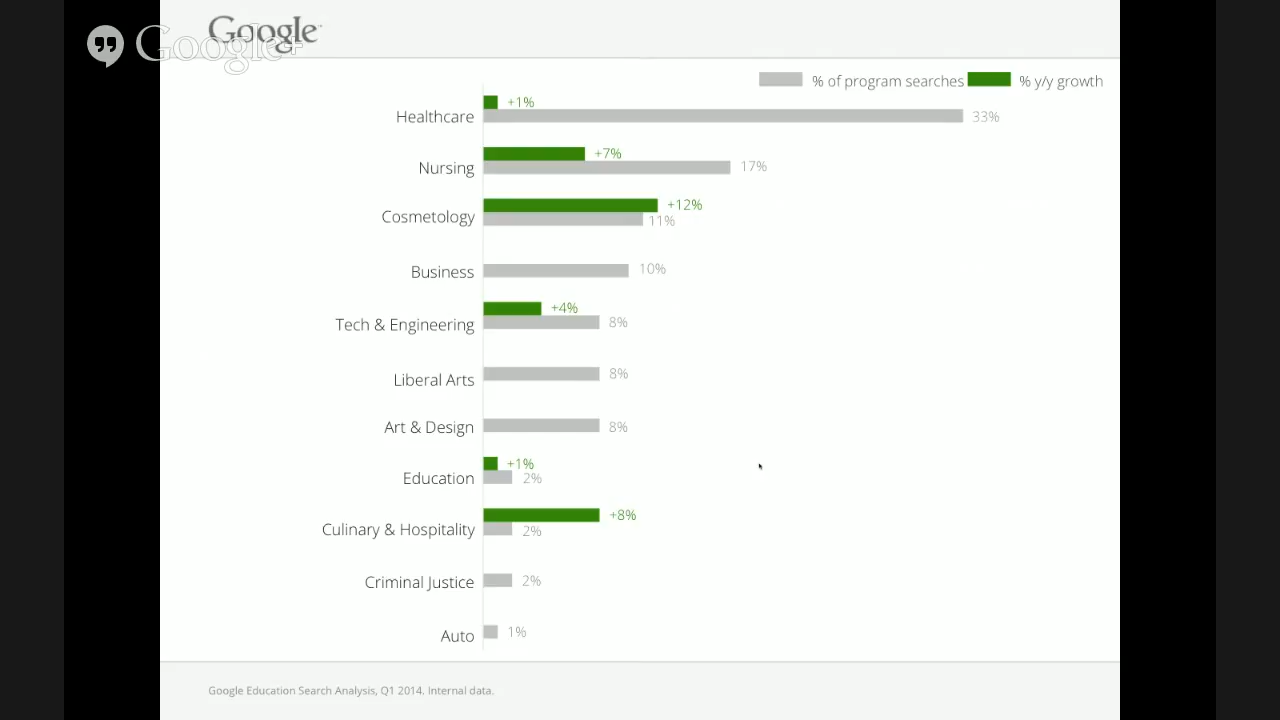 Google
Google+
% of program searches
% y/y growth
Healthcare
+1%
33%
Nursing
+7%
17%
Cosmetology
+12%
11%
Business
10%
Tech & Engineering
+4%
8%
Liberal Arts
8%
Art & Design
8%
Education
+1%
2%
Culinary & Hospitality
+8%
2%
Criminal Justice
2%
Auto
1%
Google Education Search Analysis, Q1 2014. Internal data.